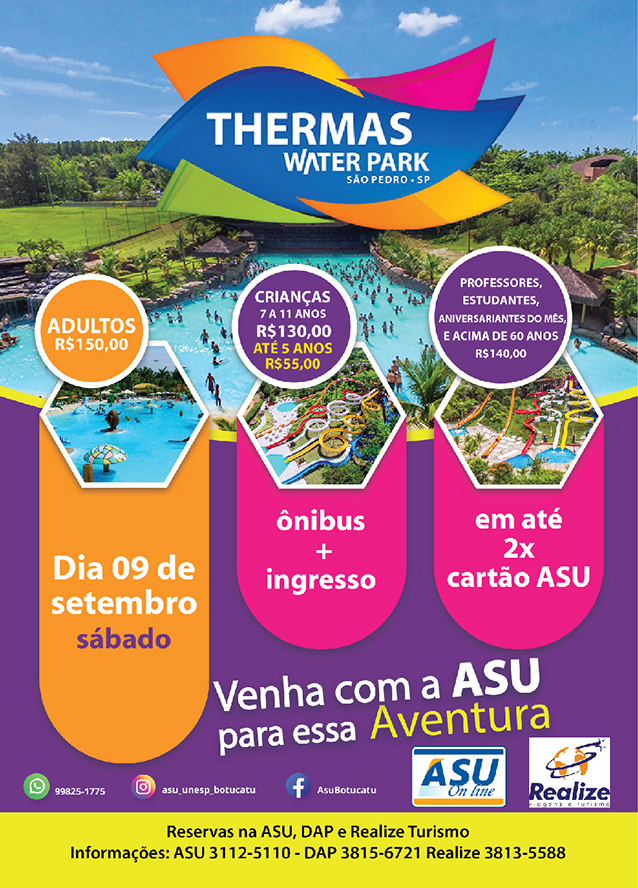 THERMAS
WATER PARK
SÃO PEDRO • SP
ADULTOS
R$150,00
CRIANÇAS
7 A 11 ANOS
R$130,00
ATÉ 5 ANOS
R$55,00
PROFESSORES,
ESTUDANTES,
ANIVERSARIANTES DO MÊS,
E ACIMA DE 60 ANOS
R$140,00
Dia 09 de
setembro
sábado
ônibus
+
ingresso
em até
2x
cartão ASU
Venha com a ASU
para essa Aventura
99825-1775
asu_unesp_botucatu
AsuBotucatu
ASU
On line
Realize
viagens e turismo
Reservas na ASU, DAP e Realize Turismo
Informações: ASU 3112-5110 - DAP 3815-6721 Realize 3813-5588